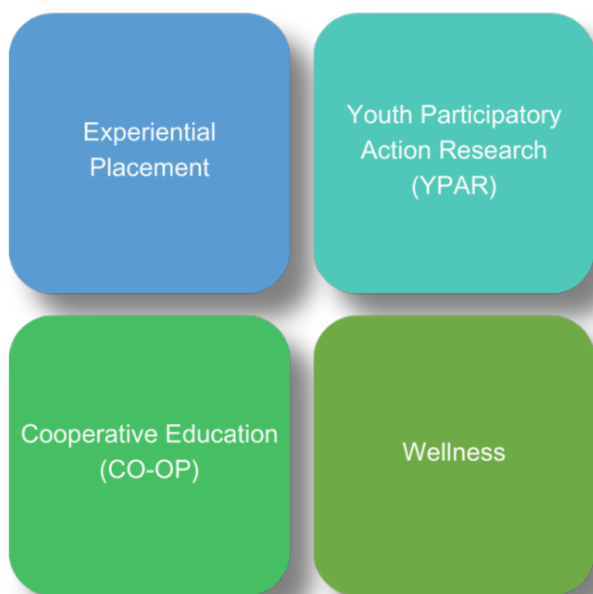 Experiential
Placement
Youth Participatory
Action Research
(YPAR)
Cooperative Education
(CO-OP)
Wellness